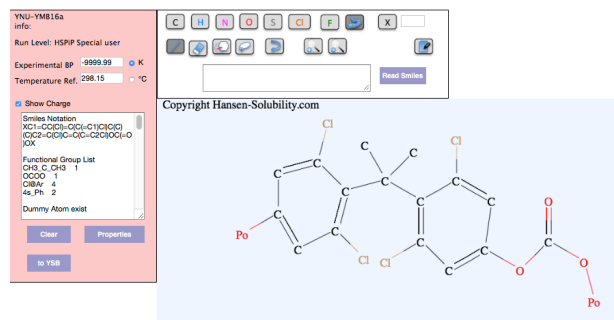 YNU-YMB16a
info:
Run Level: HSPiP Special user
Experimental BP -9999.99 K
Temperature Ref. 298.15 °C
Show Charge
Smiles Notation
XC1=CC(Cl)=C(C(=C1)Cl)C(C)
(C)C2=C(Cl)C=C(C=C2Cl)OC(=O
)OX
Functional Group List
CH3_C_CH3 1
OCOO 1
Cl@Ar 4
4s_Ph 2
Dummy Atom exist
Clear Properties
to YSB
C H N O S Cl F X
Read Smiles
Copyright Hansen-Solubility.com
Cl
C C Cl
C
C C
C C C C O
C
Po C C
C C C
Cl Cl C O O
C
Po